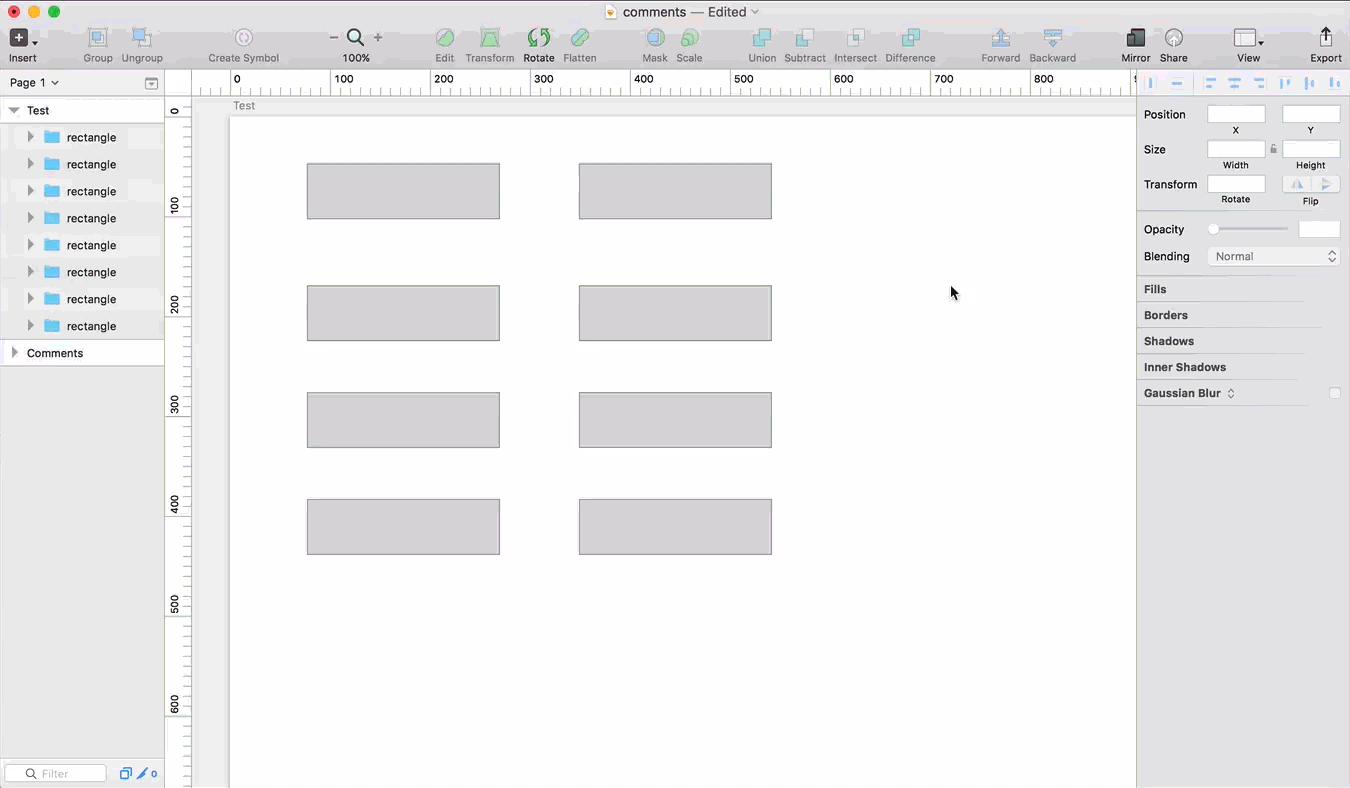 comments — Edited
Insert Group Ungroup Create Symbol 100% Edit Transform Rotate Flatten Mask Scale Union Subtract Intersect Difference Forward Backward Mirror Share View Export
Page 1
0 100 200 300 400 500 600 700 800
Test
Test
rectangle
rectangle
rectangle
rectangle
rectangle
rectangle
rectangle
rectangle
Comments
0
100
200
300
400
500
600
Filter
0
Position
X Y
Size
Width Height
Transform
Rotate Flip
Opacity
Blending Normal
Fills
Borders
Shadows
Inner Shadows
Gaussian Blur